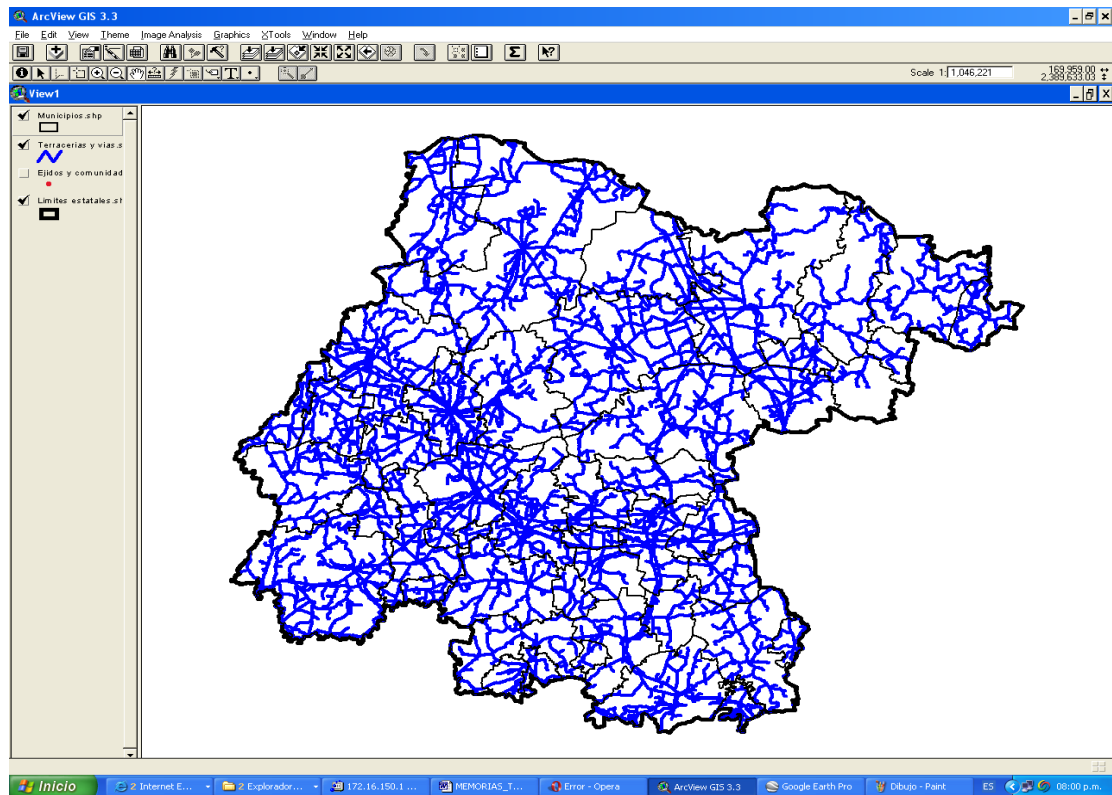 ArcView GIS 3.3
File Edit View Theme Image Analysis Graphics XTools Window Help
Scale 1: 1,046,221
169,959.00
2,389,633.03
View1
Municipios.shp
Terracerias y vias.s
Ejidos y comunidad
Limites estatales.sh
Inicio
2 Internet E...
2 Explorador...
172.16.150.1 ...
MEMORIAS_T...
Error - Opera
ArcView GIS 3.3
Google Earth Pro
Dibujo - Paint
ES
08:00 p.m.